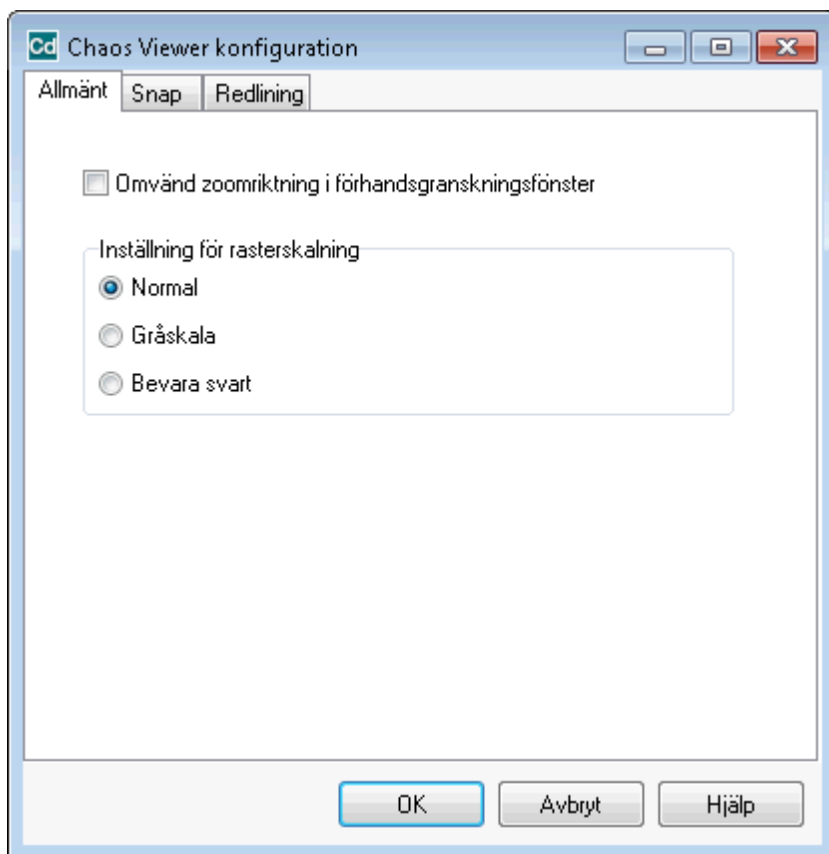 Cd Chaos Viewer konfiguration
Allmänt Snap Redlining
Omvänd zoomriktning i förhandsgranskningsfönster
Inställning för rasterskalning
Normal
Gråskala
Bevara svart
OK Avbryt Hjälp